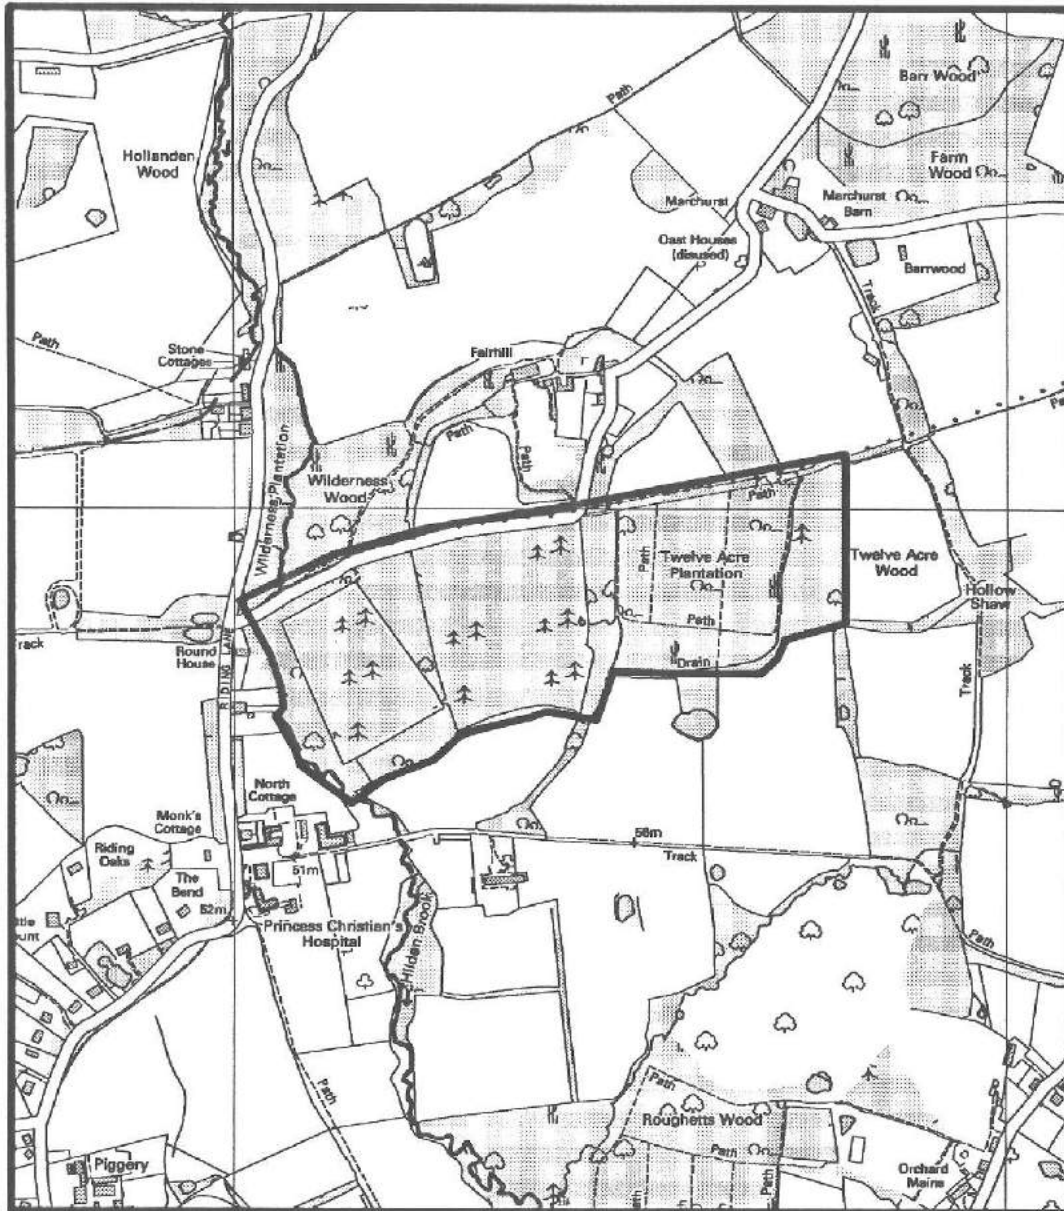 Barr Wood
Path
Hollanden
Wood
Farm
Wood
Marchurst
Marchurst
Barn
Oast Houses
(disused)
Barrwood
Track
Path
Stone
Cottages
Fairhill
Path
Path
Wilderness
Wood
Wilderness Plantation
Path
Twelve Acre
Plantation
Path
Twelve Acre
Wood
Hollow
Shaw
Path
Drain
Track
Round
House
RIDING LANE
Track
North
Cottage
Monk's
Cottage
Riding
Oaks
The
Bend
52m
51m
56m
Track
Princess Christian's
Hospital
Hilden Brook
Path
Path
Path
Roughetts Wood
Path
Path
Path
Piggery
Orchard
Mains